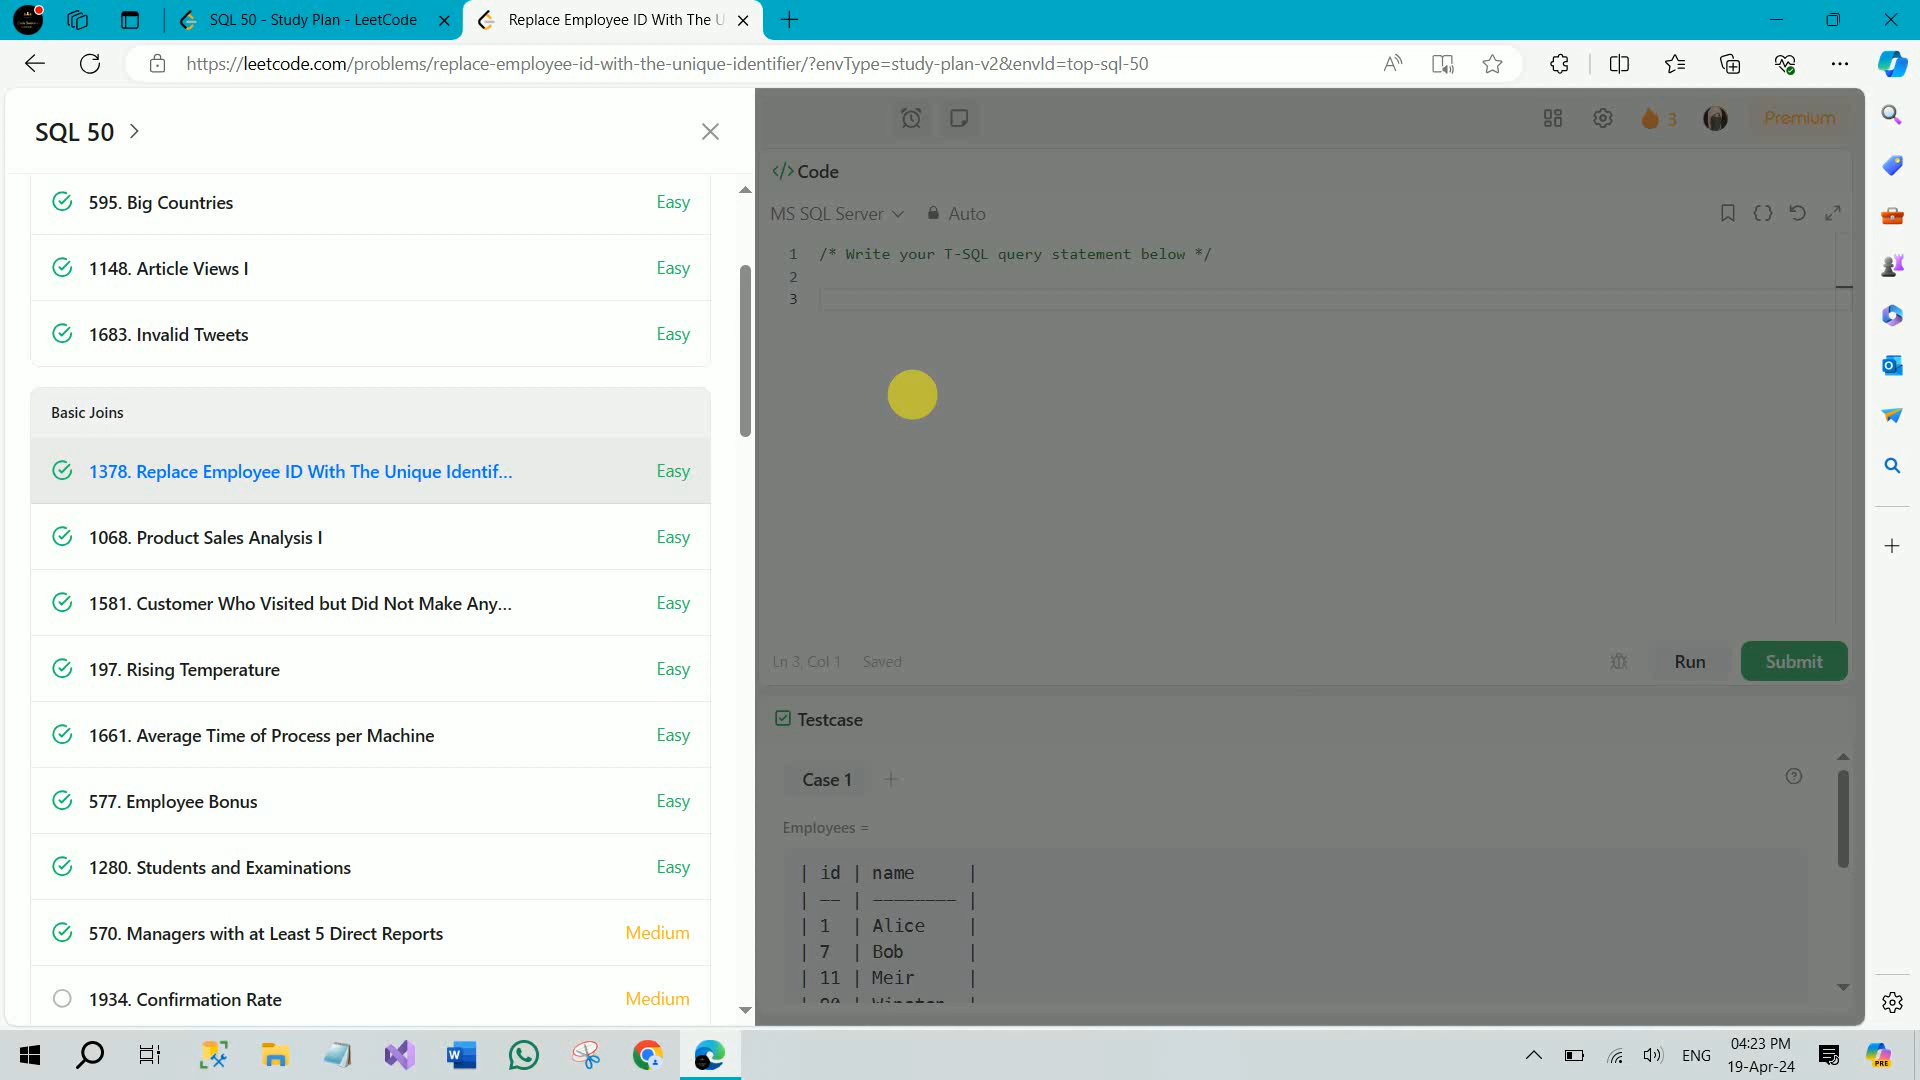 SQL 50 - Study Plan - LeetCode
Replace Employee ID With The U
https://leetcode.com/problems/replace-employee-id-with-the-unique-identifier/?envType=study-plan-v2&envId=top-sql-50
SQL 50
3
Premium
595. Big Countries Easy
1148. Article Views I Easy
1683. Invalid Tweets Easy
Basic Joins
1378. Replace Employee ID With The Unique Identif... Easy
1068. Product Sales Analysis I Easy
1581. Customer Who Visited but Did Not Make Any... Easy
197. Rising Temperature Easy
1661. Average Time of Process per Machine Easy
577. Employee Bonus Easy
1280. Students and Examinations Easy
570. Managers with at Least 5 Direct Reports Medium
1934. Confirmation Rate Medium
</> Code
MS SQL Server Auto
1 /* Write your T-SQL query statement below */
2
3
Ln 3, Col 1 Saved
Run
Submit
Testcase
Case 1
Employees =
| id | name |
| -- | -------- |
| 1 | Alice |
| 7 | Bob |
| 11 | Meir |
| 90 | Winston |
ENG
04:23 PM
19-Apr-24